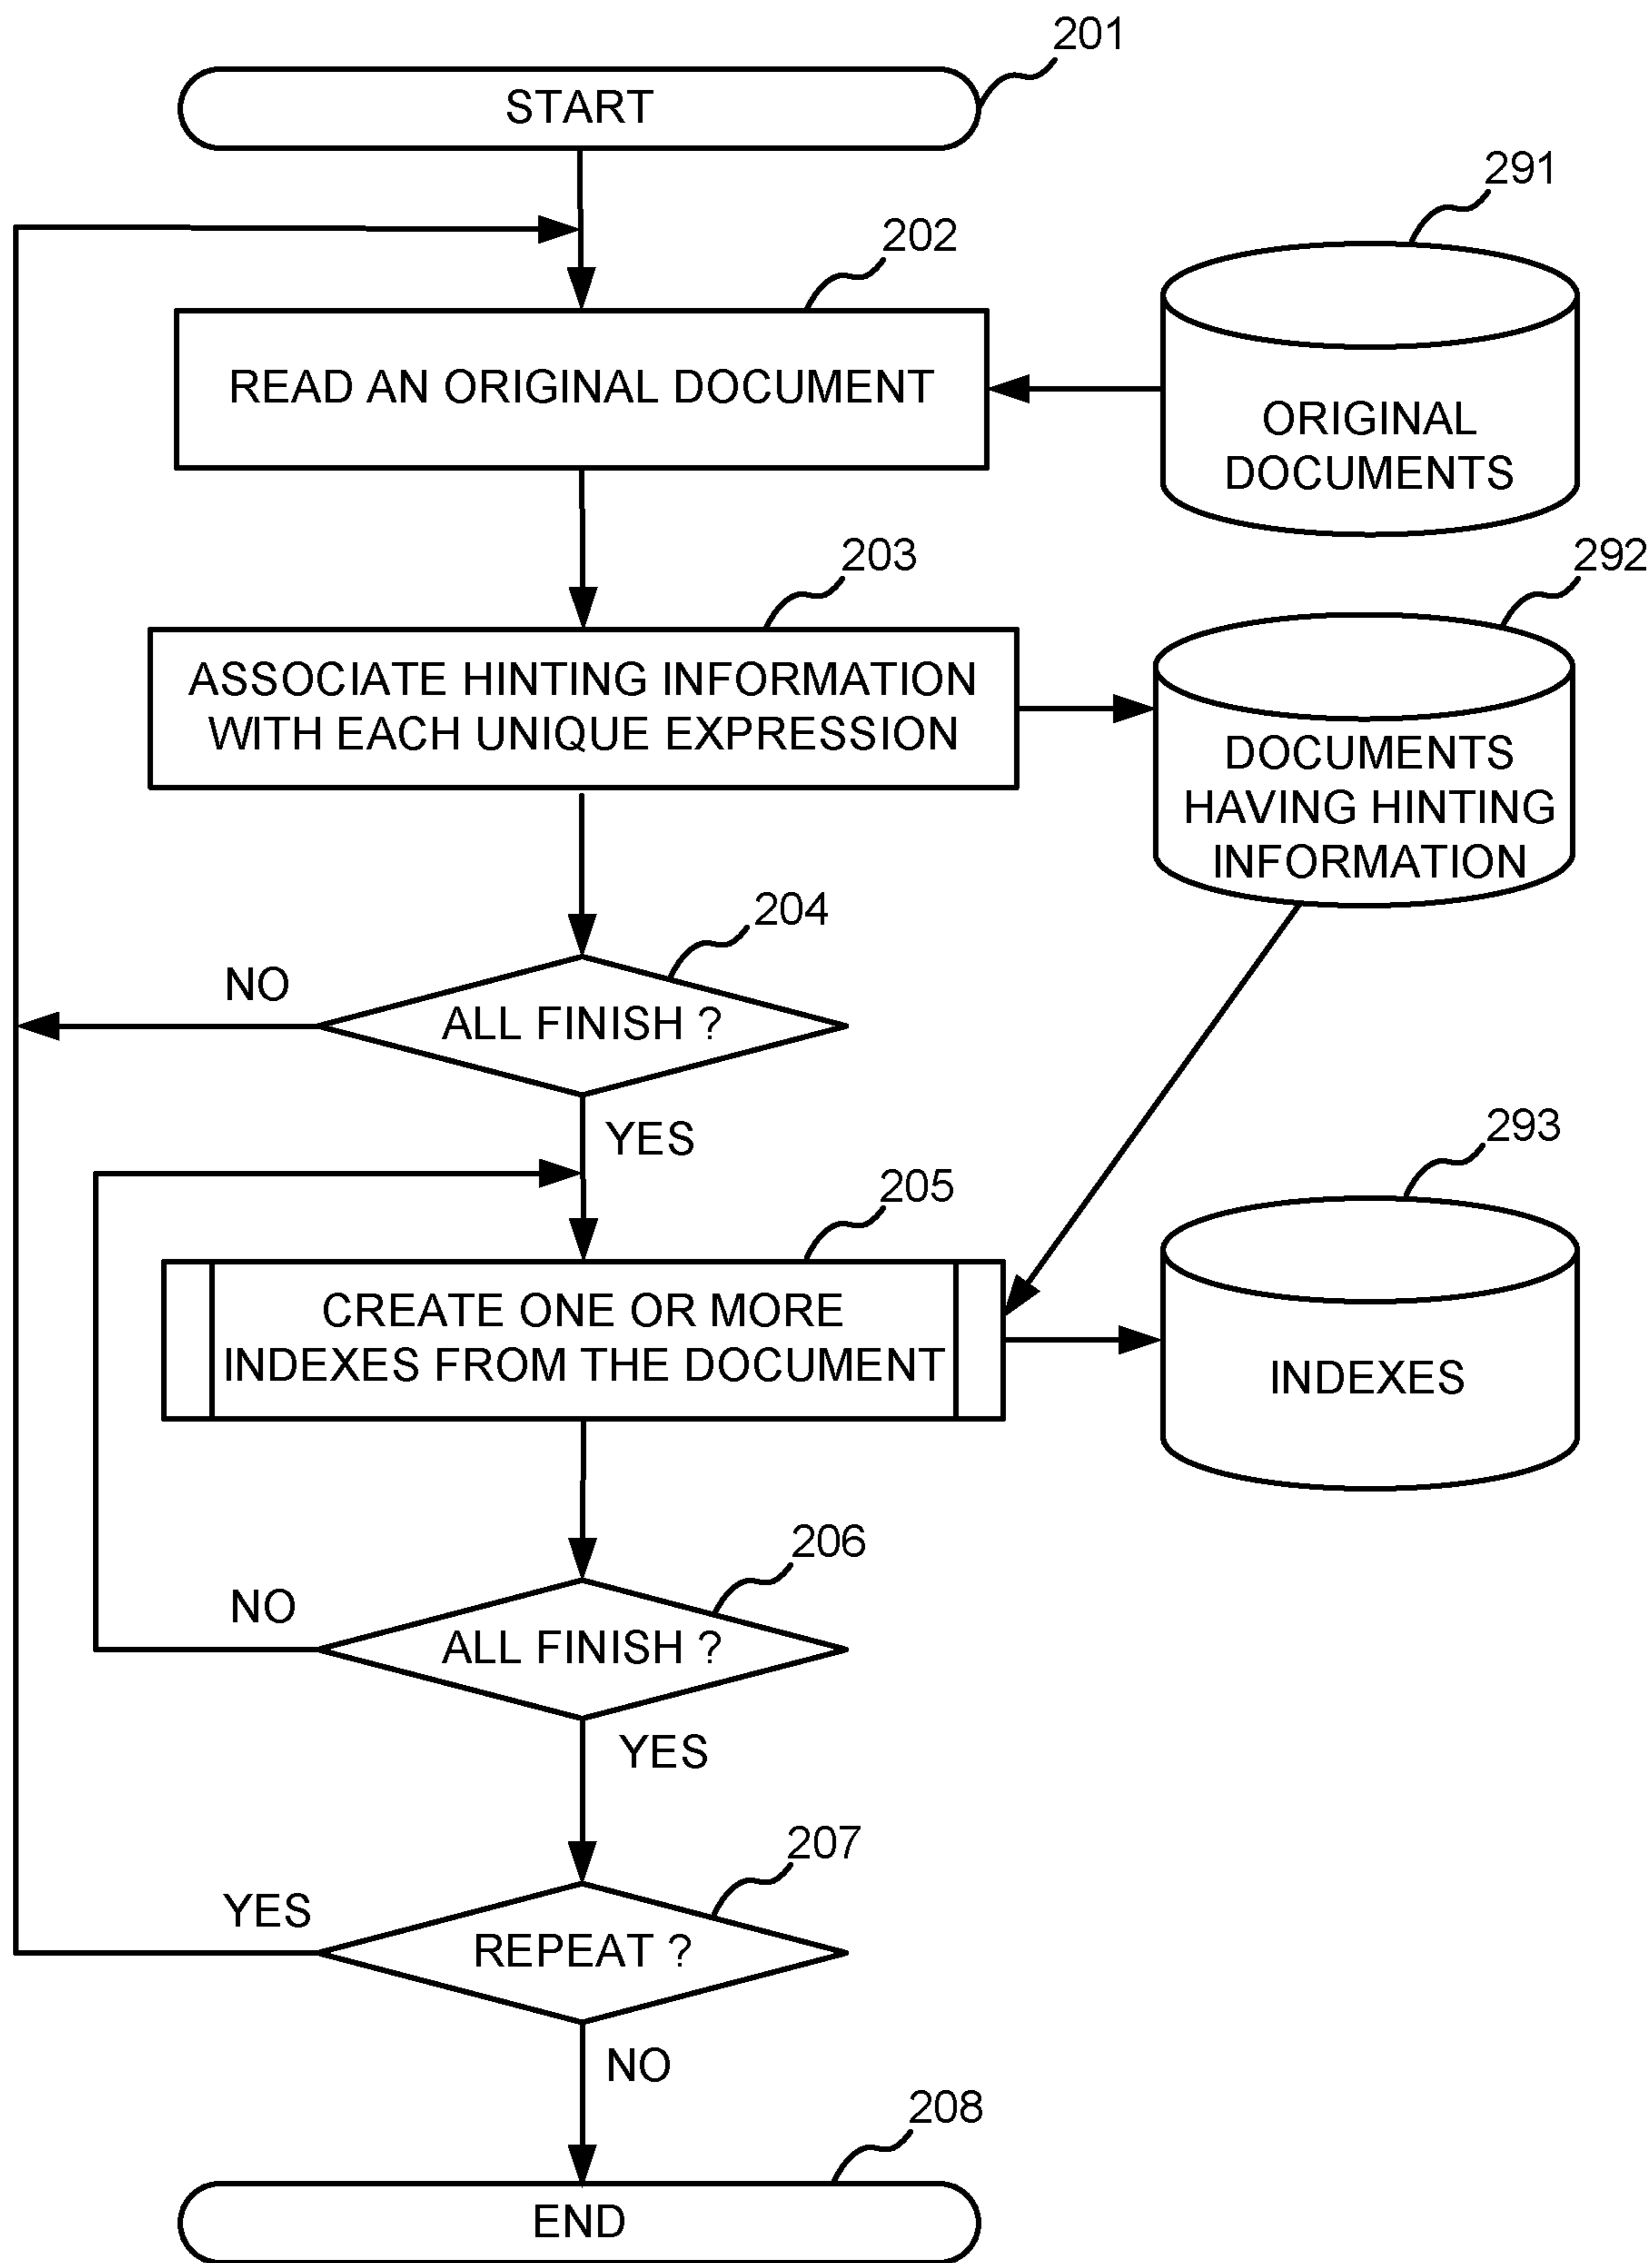 201
START
291
202
READ AN ORIGINAL DOCUMENT
ORIGINAL
DOCUMENTS
203
292
ASSOCIATE HINTING INFORMATION
WITH EACH UNIQUE EXPRESSION
DOCUMENTS
HAVING HINTING
INFORMATION
204
NO
ALL FINISH ?
YES
293
205
CREATE ONE OR MORE
INDEXES FROM THE DOCUMENT
INDEXES
206
NO
ALL FINISH ?
YES
207
YES
REPEAT ?
NO
208
END